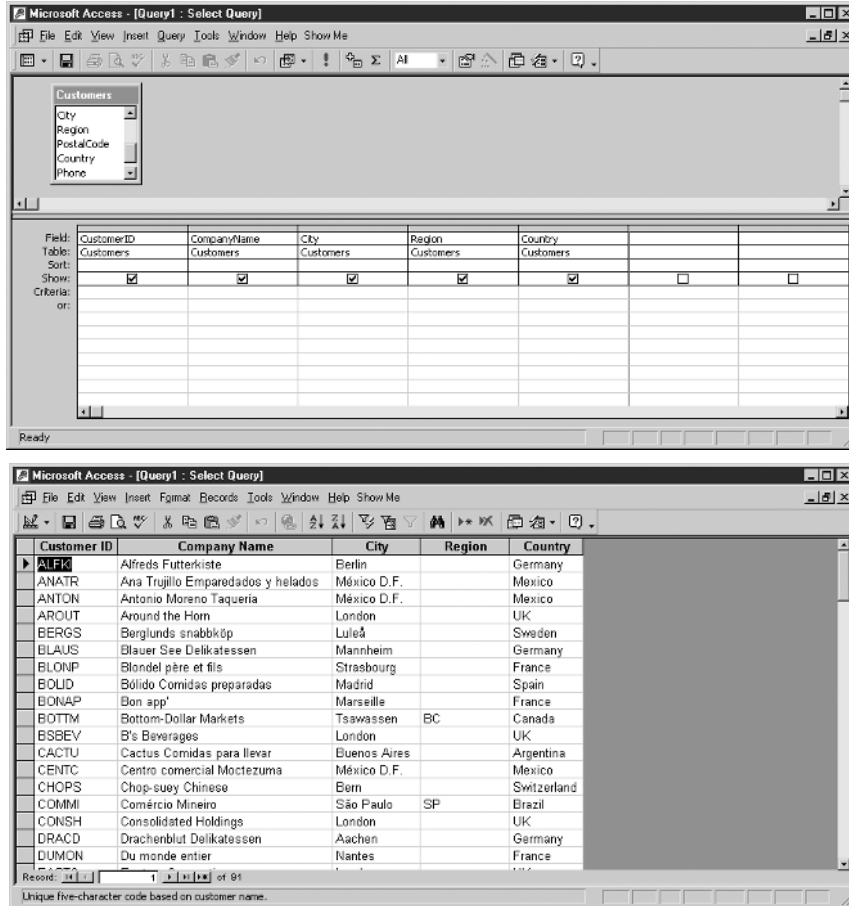 Microsoft Access - [Query1 : Select Query]
File Edit View Insert Query Tools Window Help Show Me
All
Customers
City
Region
PostalCode
Country
Phone
Field: CustomerID CompanyName City Region Country
Table: Customers Customers Customers Customers Customers
Sort:
Show:
Criteria:
or:
Ready
Microsoft Access - [Query1 : Select Query]
File Edit View Insert Format Records Tools Window Help Show Me
Customer ID Company Name City Region Country
ALFKI Alfreds Futterkiste Berlin Germany
ANATR Ana Trujillo Emparedados y helados México D.F. Mexico
ANTON Antonio Moreno Taquería México D.F. Mexico
AROUT Around the Horn London UK
BERGS Berglunds snabbköp Luleå Sweden
BLAUS Blauer See Delikatessen Mannheim Germany
BLONP Blondel père et fils Strasbourg France
BOLID Bólido Comidas preparadas Madrid Spain
BONAP Bon app' Marseille France
BOTTM Bottom-Dollar Markets Tsawassen BC Canada
BSBEV B's Beverages London UK
CACTU Cactus Comidas para llevar Buenos Aires Argentina
CENTC Centro comercial Moctezuma México D.F. Mexico
CHOPS Chop-suey Chinese Bern Switzerland
COMMI Comércio Mineiro São Paulo SP Brazil
CONSH Consolidated Holdings London UK
DRACD Drachenblut Delikatessen Aachen Germany
DUMON Du monde entier Nantes France
Record: 1 of 91
Unique five-character code based on customer name.